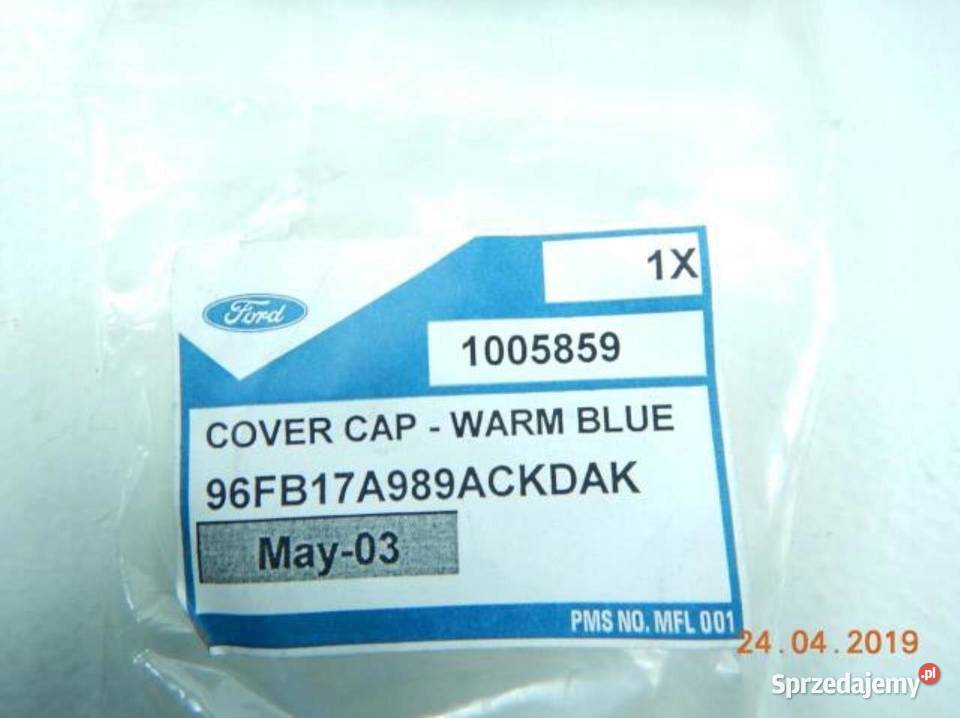 1X
Ford
1005859
COVER CAP - WARM BLUE
96FB17A989ACKDAK
May-03
PMS NO. MFL 001
24.04.2019
Sprzedajemy.pl